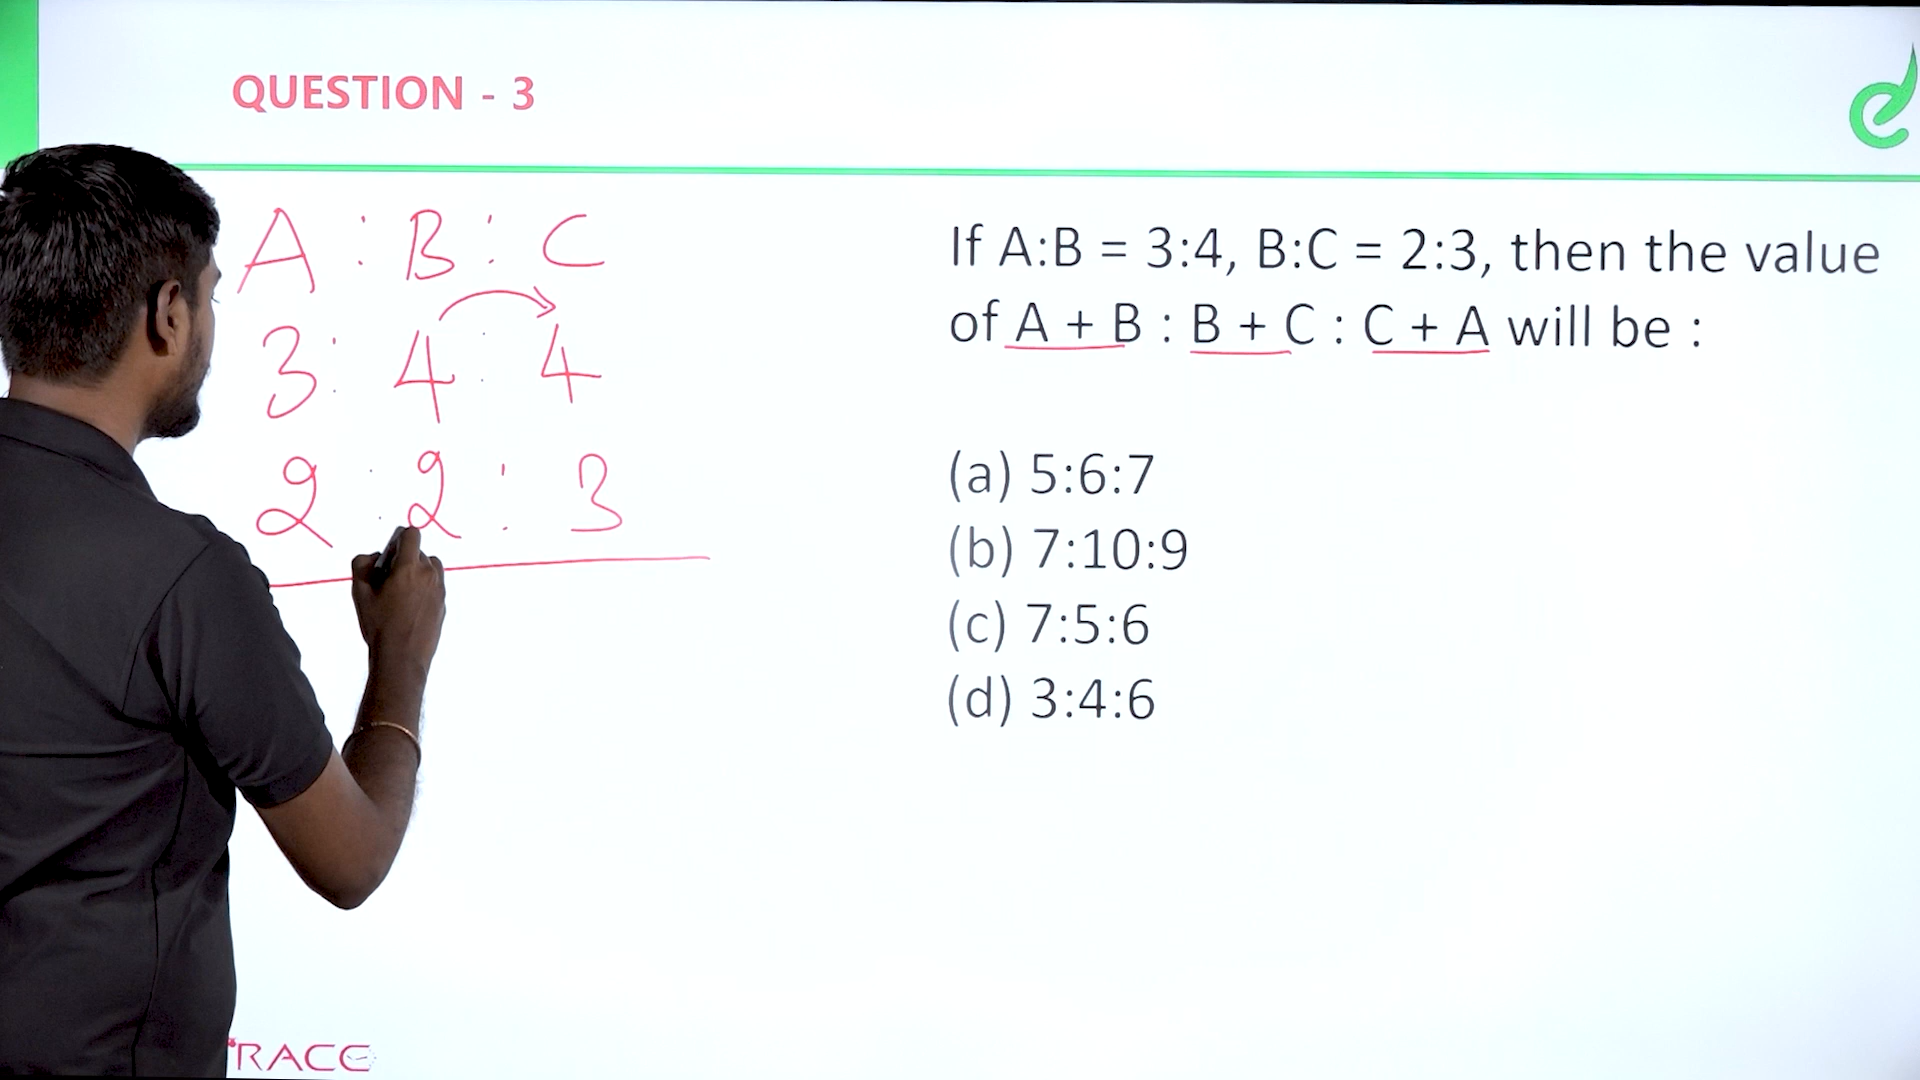 QUESTION - 3
A : B : C
3 : 4 : 4
2 : 2 : 3
If A:B = 3:4, B:C = 2:3, then the value
of A + B : B + C : C + A will be :
(a) 5:6:7
(b) 7:10:9
(c) 7:5:6
(d) 3:4:6
RACE